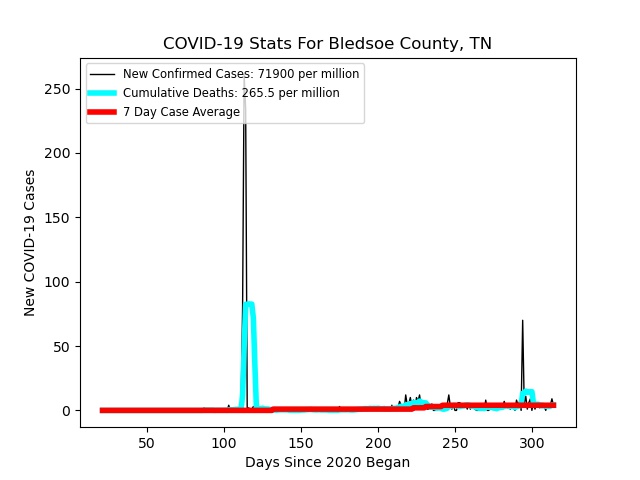 COVID-19 Stats For Bledsoe County, TN
New Confirmed Cases: 71900 per million
Cumulative Deaths: 265.5 per million
7 Day Case Average
New COVID-19 Cases
250
200
150
100
50
0
50 100 150 200 250 300
Days Since 2020 Began